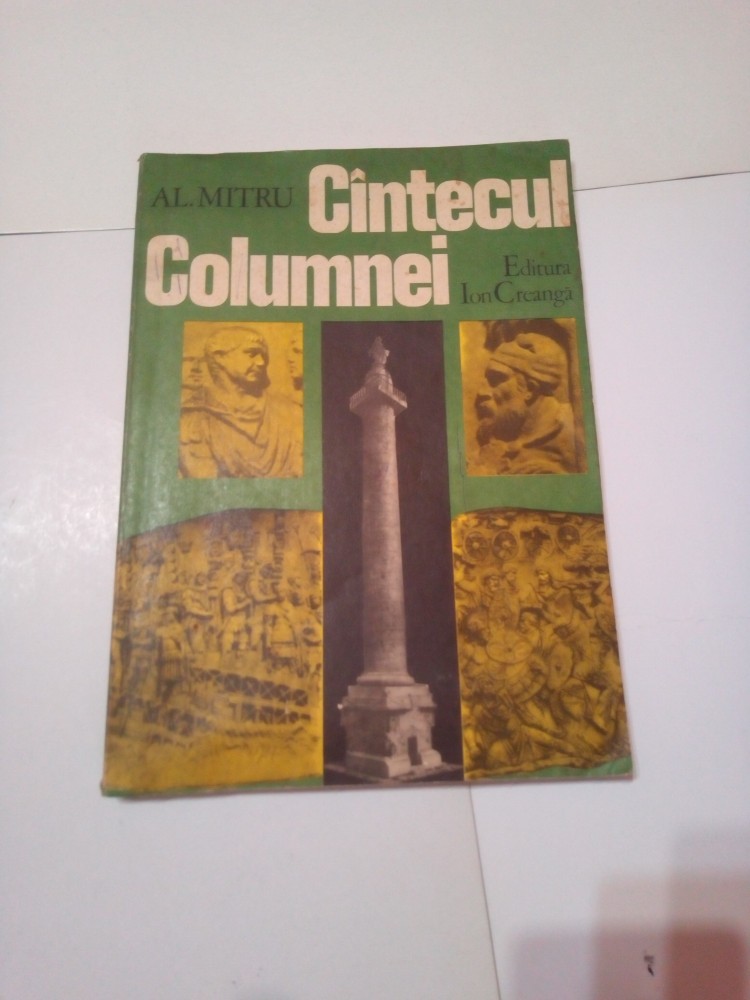 AL. MITRU Cîntecul
Columnei
Editura
Ion Creangă